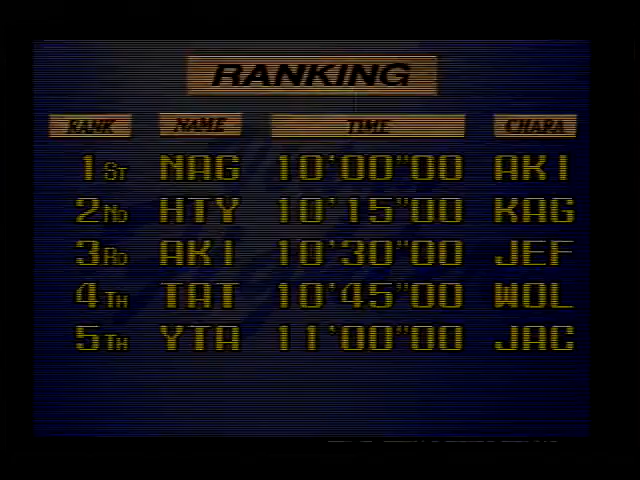 RANKING
RANK NAME TIME CHARA
1ST NAG 10'00"00 AKI
2ND HTY 10'15"00 KAG
3RD AKI 10'30"00 JEF
4TH TAT 10'45"00 WOL
5TH YTA 11'00"00 JAC